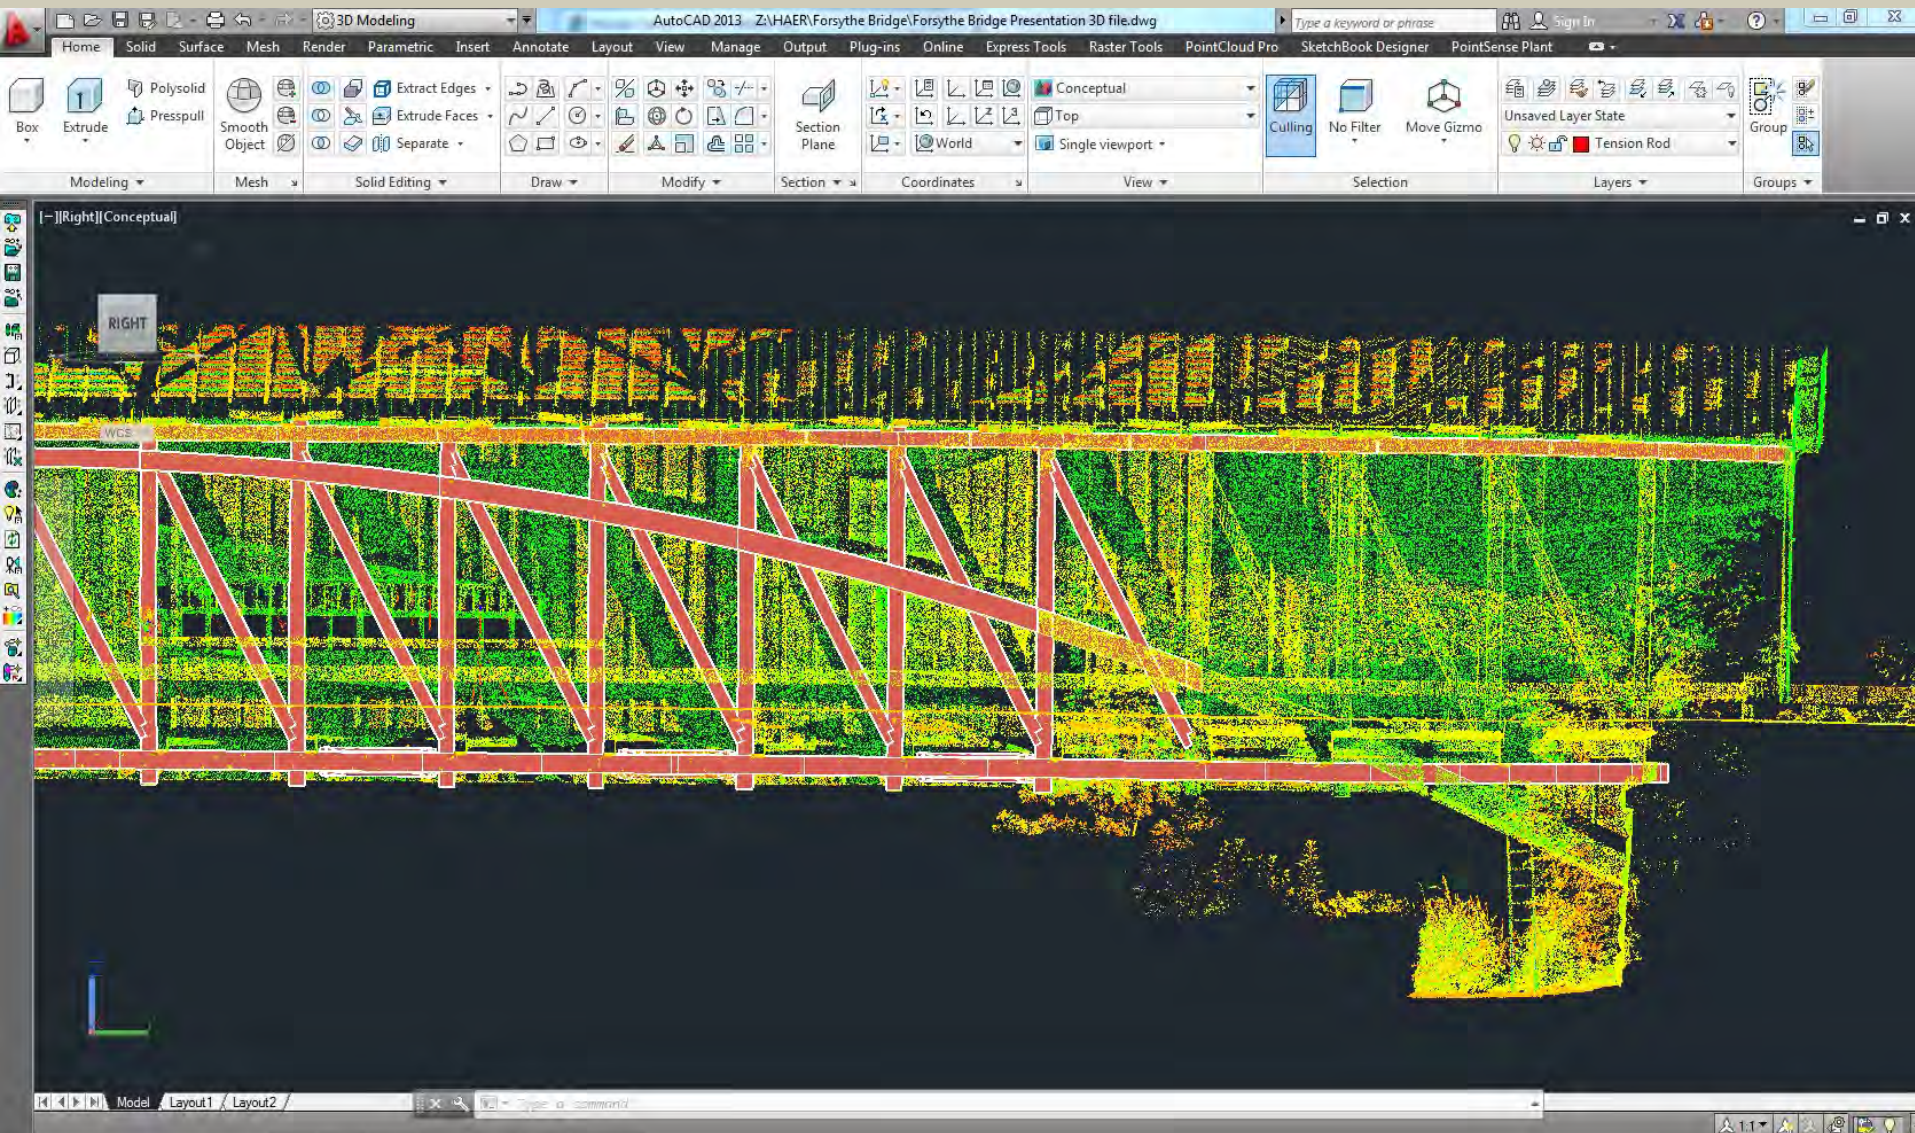 3D Modeling
AutoCAD 2013 Z:\HAER\Forsythe Bridge\Forsythe Bridge Presentation 3D file.dwg
Type a keyword or phrase
Sign In
Home Solid Surface Mesh Render Parametric Insert Annotate Layout View Manage Output Plug-ins Online Express Tools Raster Tools PointCloud Pro SketchBook Designer PointSense Plant
Polysolid Extract Edges Conceptual
Presspull Extrude Faces Top Unsaved Layer State
Box Extrude Smooth Object Section Plane Culling No Filter Move Gizmo Group
Separate World Single viewport Tension Rod
Modeling Mesh Solid Editing Draw Modify Section Coordinates View Selection Layers Groups
[−][Right][Conceptual]
RIGHT
WCS
Model Layout1 Layout2
Type a command
1:1